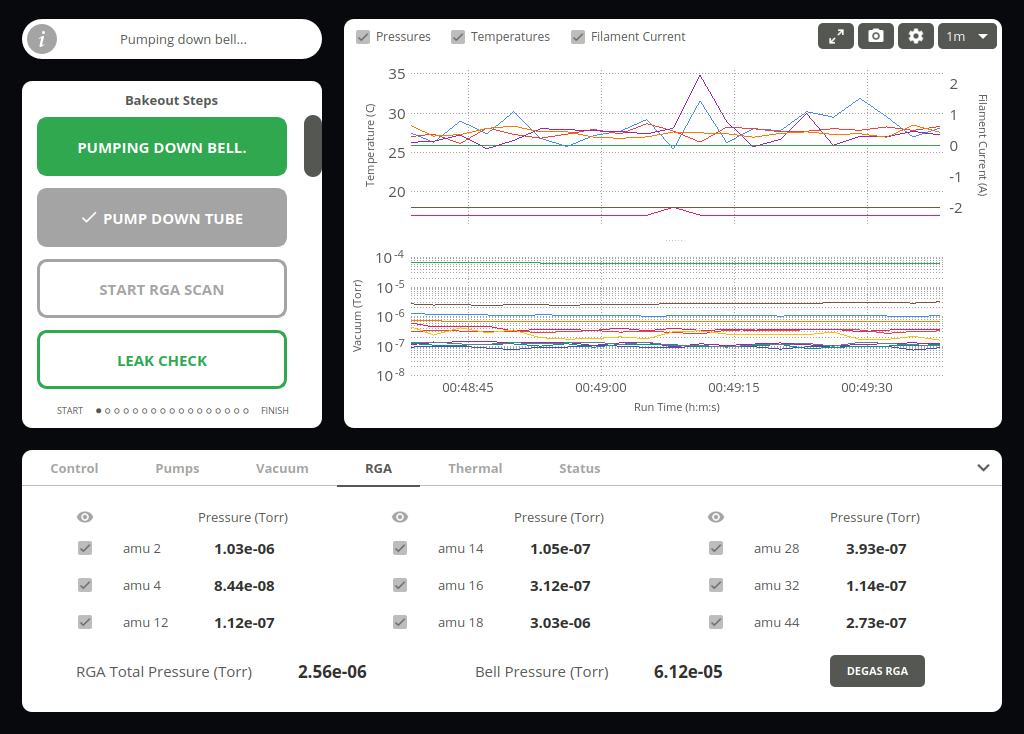 Pumping down bell...
Bakeout Steps
PUMPING DOWN BELL.
PUMP DOWN TUBE
START RGA SCAN
LEAK CHECK
START FINISH
Pressures Temperatures Filament Current 1m
35
30
25
20
Temperature (C)
2
1
0
-1
-2
Filament Current (A)
10-4
10-5
10-6
10-7
10-8
Vacuum (Torr)
00:48:45 00:49:00 00:49:15 00:49:30
Run Time (h:m:s)
Control Pumps Vacuum RGA Thermal Status
Pressure (Torr) Pressure (Torr) Pressure (Torr)
amu 2 1.03e-06 amu 14 1.05e-07 amu 28 3.93e-07
amu 4 8.44e-08 amu 16 3.12e-07 amu 32 1.14e-07
amu 12 1.12e-07 amu 18 3.03e-06 amu 44 2.73e-07
RGA Total Pressure (Torr) 2.56e-06 Bell Pressure (Torr) 6.12e-05 DEGAS RGA